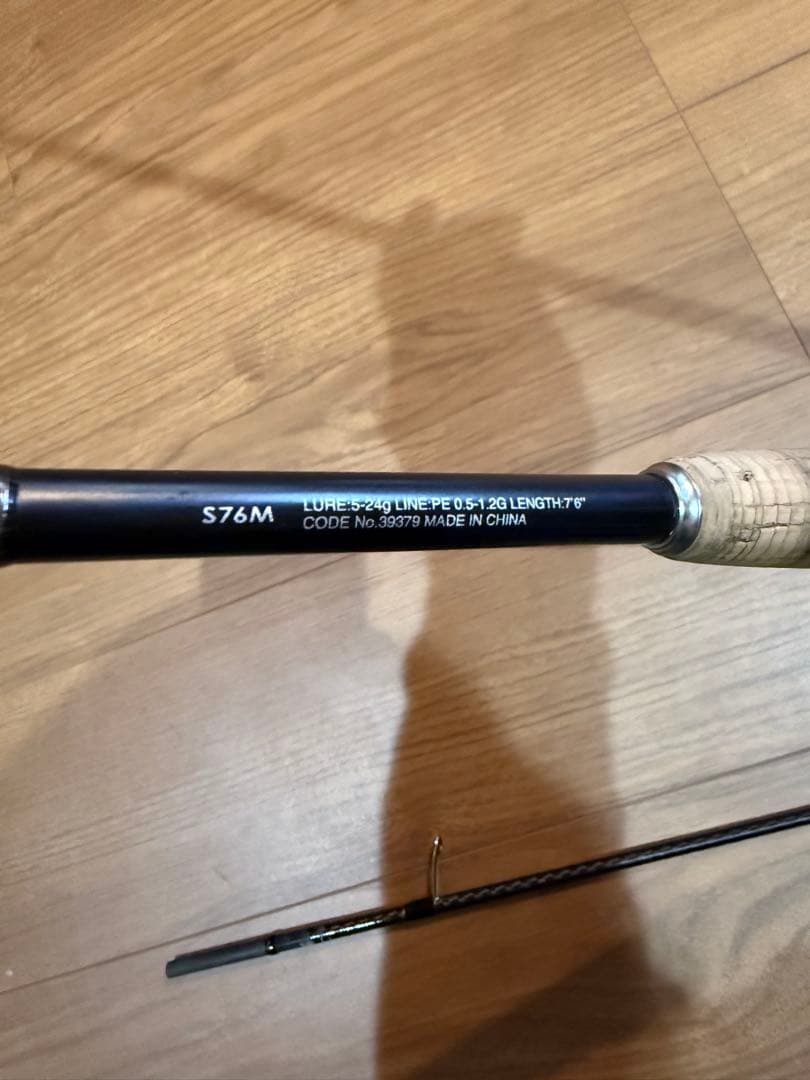 S76M
LURE:5-24g LINE:PE 0.5-1.2G LENGTH:7'6"
CODE No.39379 MADE IN CHINA